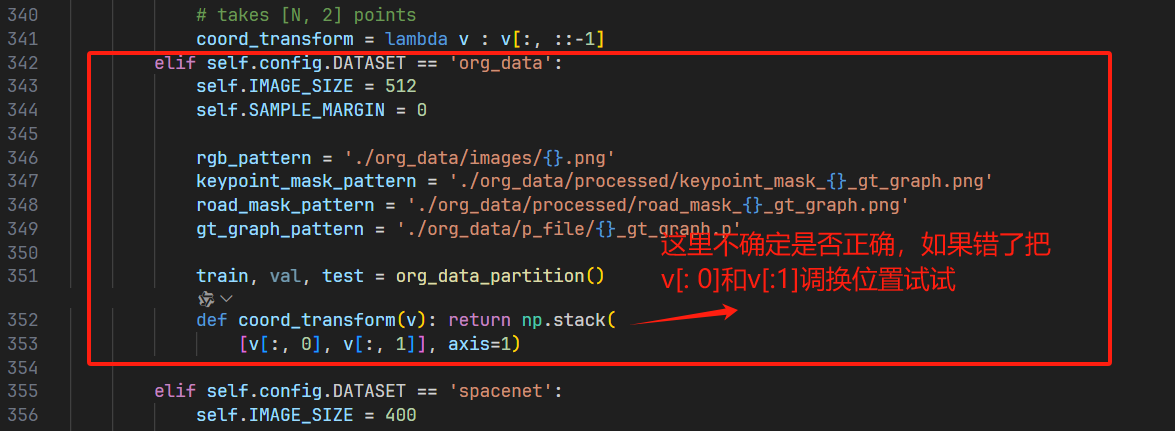 340 # takes [N, 2] points
341 coord_transform = lambda v : v[:, ::-1]
342 elif self.config.DATASET == 'org_data':
343 self.IMAGE_SIZE = 512
344 self.SAMPLE_MARGIN = 0
345
346 rgb_pattern = './org_data/images/{}.png'
347 keypoint_mask_pattern = './org_data/processed/keypoint_mask_{}_gt_graph.png'
348 road_mask_pattern = './org_data/processed/road_mask_{}_gt_graph.png'
349 gt_graph_pattern = './org_data/p_file/{}_gt_graph.p'
350
这里不确定是否正确，如果错了把
v[: 0]和v[:1]调换位置试试
351 train, val, test = org_data_partition()
352 def coord_transform(v): return np.stack(
353 [v[:, 0], v[:, 1]], axis=1)
354
355 elif self.config.DATASET == 'spacenet':
356 self.IMAGE_SIZE = 400